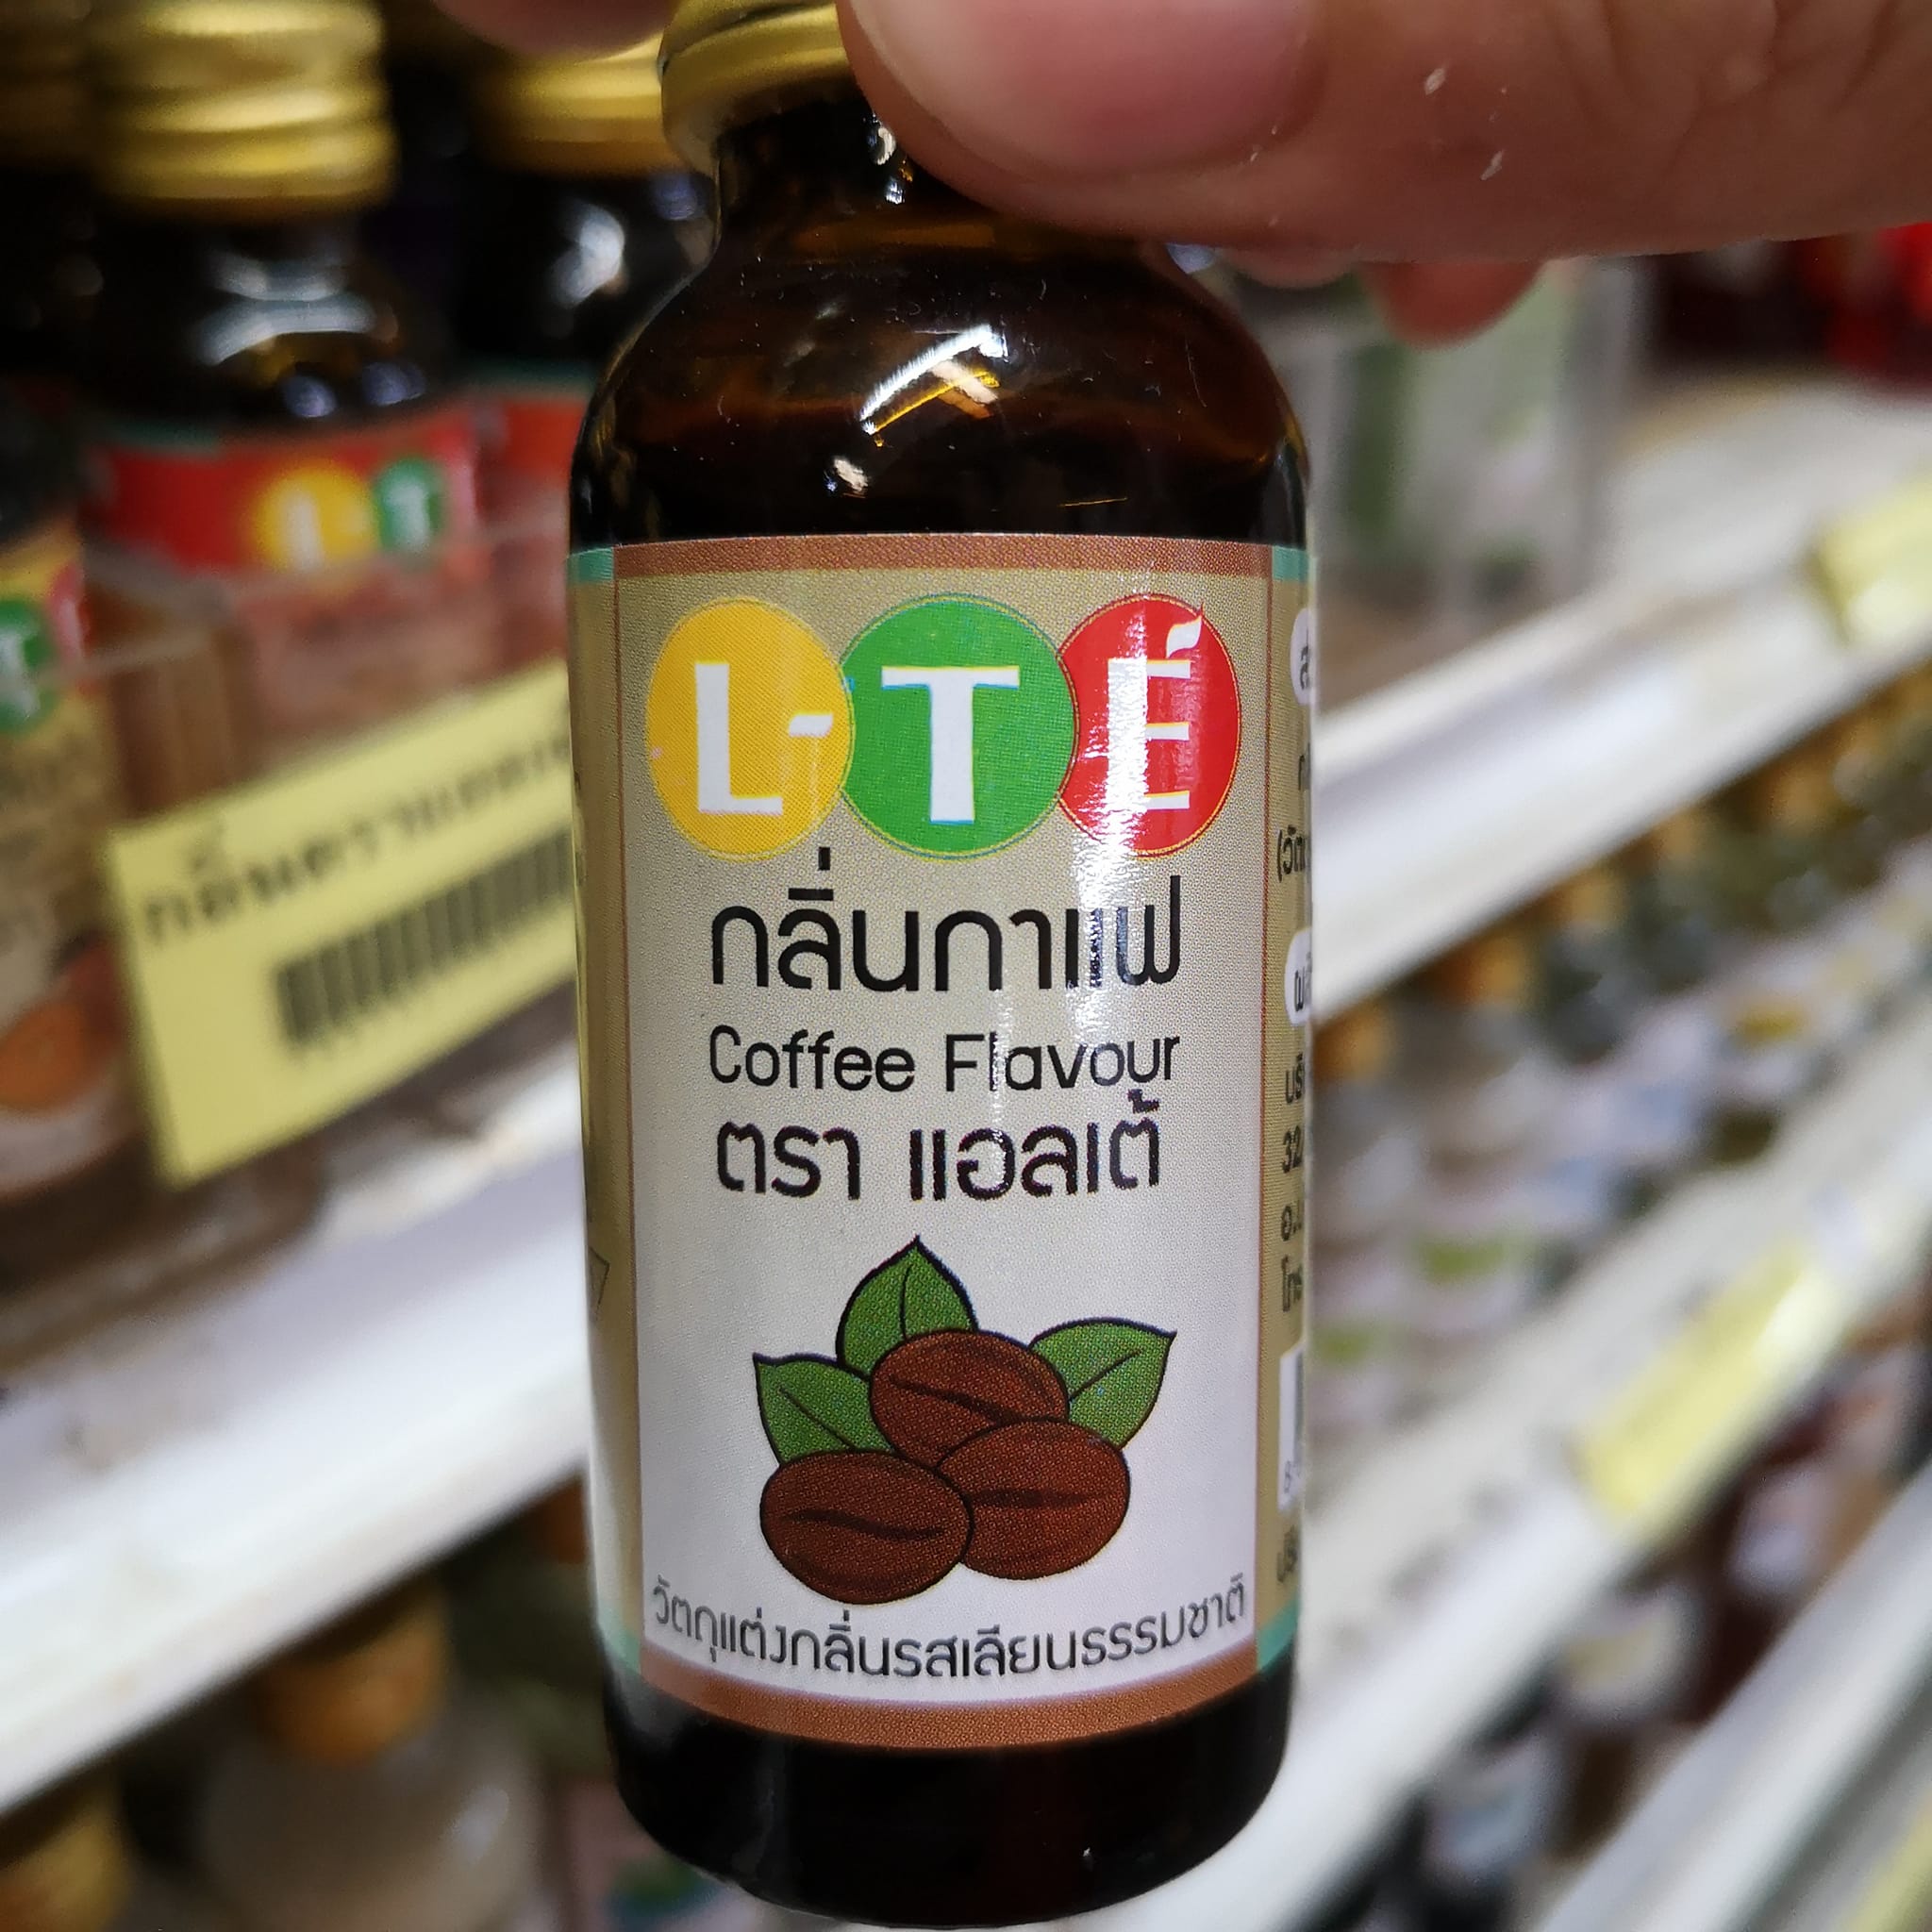 L-TÉ
กลิ่นกาแฟ
Coffee Flavour
ตรา แอลเต้
วัตถุแต่งกลิ่นรสเลียนธรรมชาติ
L-T